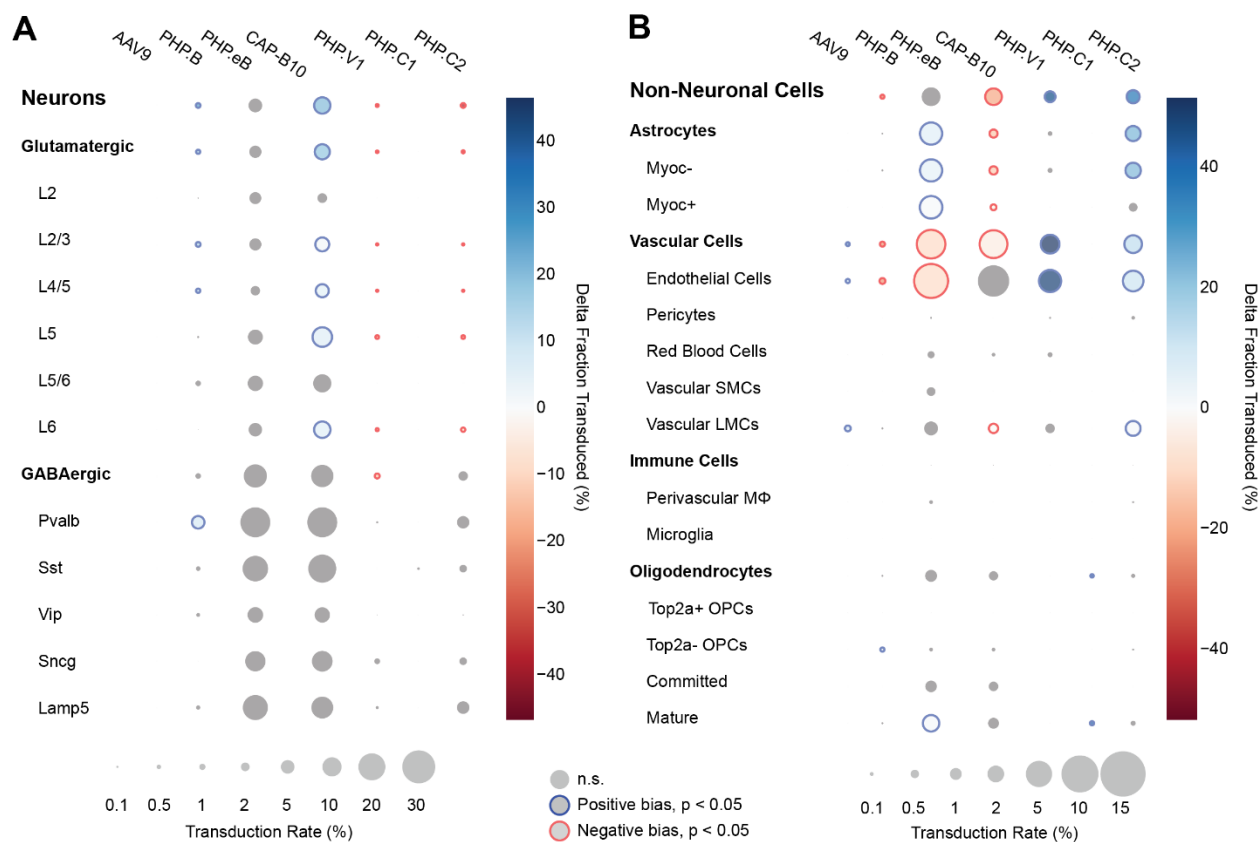 A
AAV9
PHP.B
PHP.eB
CAP-B10
PHP.V1
PHP.C1
PHP.C2
Neurons
Glutamatergic
L2
L2/3
L4/5
L5
L5/6
L6
GABAergic
Pvalb
Sst
Vip
Sncg
Lamp5
40
30
20
10
0
−10
−20
−30
−40
Delta Fraction Transduced (%)
0.1 0.5 1 2 5 10 20 30
Transduction Rate (%)
n.s.
Positive bias, p < 0.05
Negative bias, p < 0.05
B
AAV9
PHP.B
PHP.eB
CAP-B10
PHP.V1
PHP.C1
PHP.C2
Non-Neuronal Cells
Astrocytes
Myoc-
Myoc+
Vascular Cells
Endothelial Cells
Pericytes
Red Blood Cells
Vascular SMCs
Vascular LMCs
Immune Cells
Perivascular MΦ
Microglia
Oligodendrocytes
Top2a+ OPCs
Top2a- OPCs
Committed
Mature
40
20
0
−20
−40
Delta Fraction Transduced (%)
0.1 0.5 1 2 5 10 15
Transduction Rate (%)